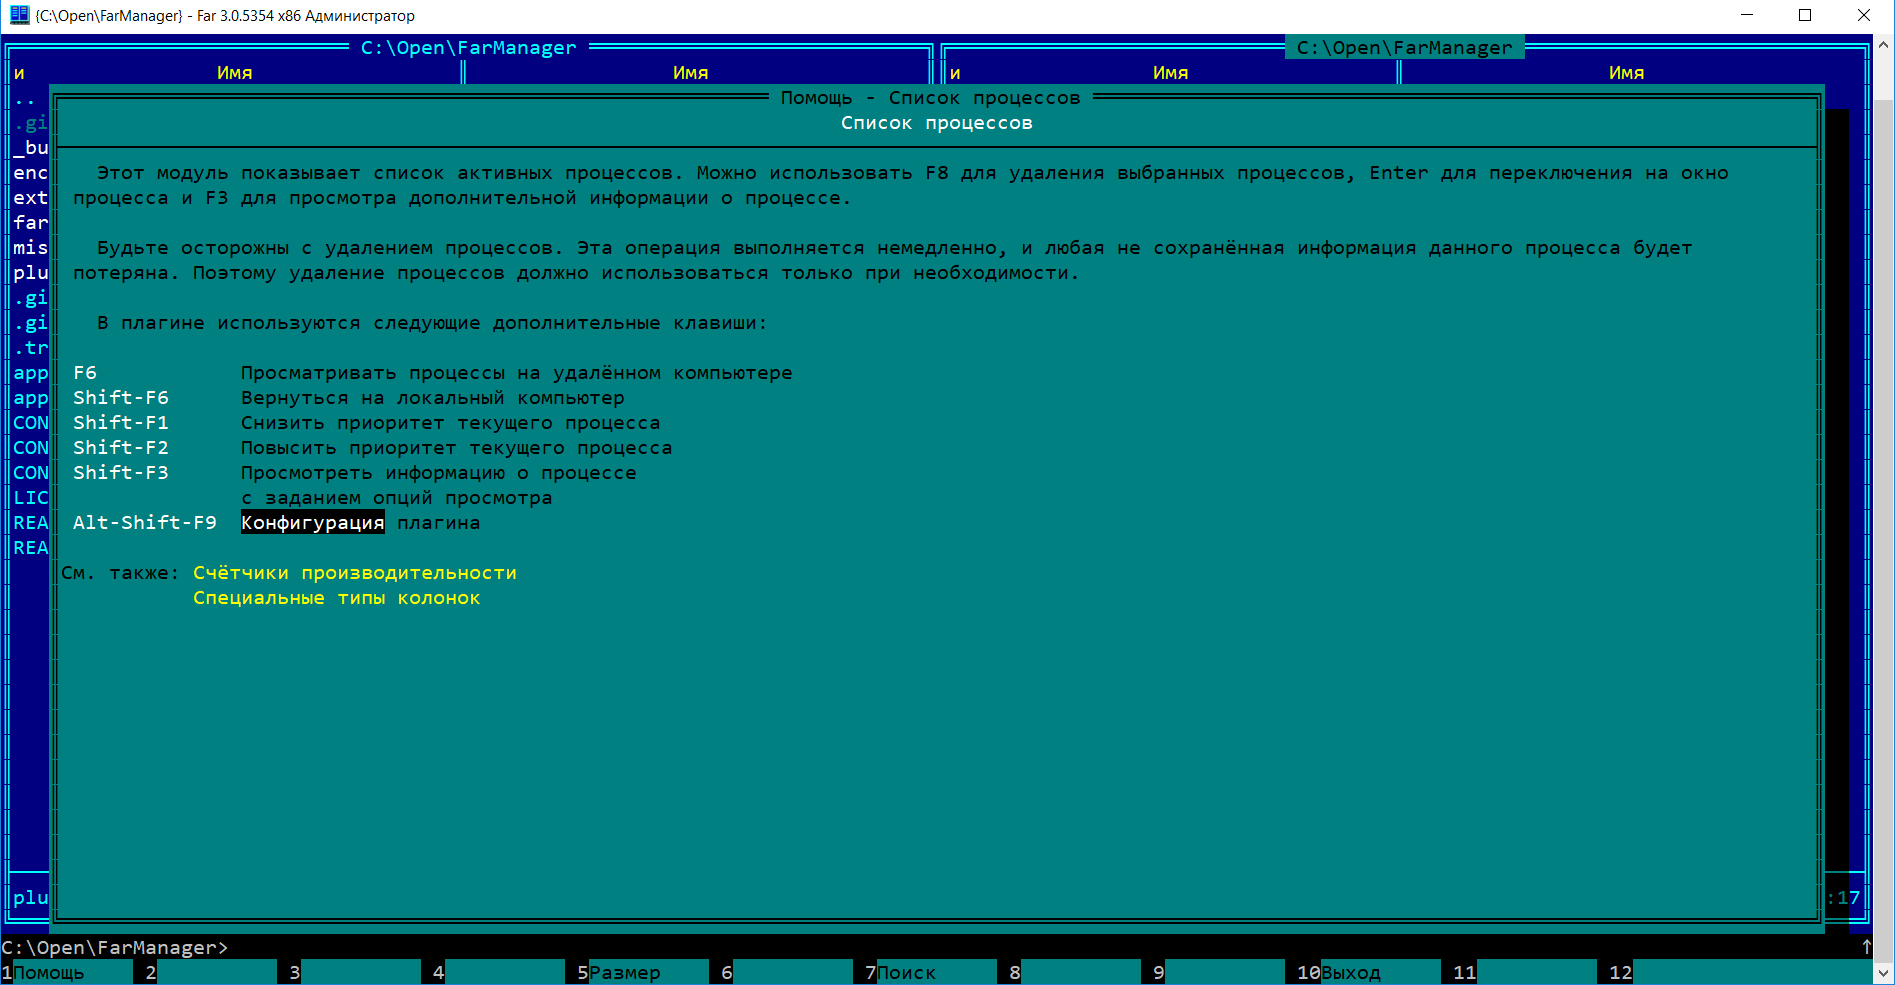 {C:\Open\FarManager} - Far 3.0.5354 x86 Администратор
C:\Open\FarManager C:\Open\FarManager
и Имя Имя и Имя Имя
..
Помощь - Список процессов
.gi
Список процессов
_bu
enc
Этот модуль показывает список активных процессов. Можно использовать F8 для удаления выбранных процессов, Enter для переключения на окно
ext
процесса и F3 для просмотра дополнительной информации о процессе.
far
mis
Будьте осторожны с удалением процессов. Эта операция выполняется немедленно, и любая не сохранённая информация данного процесса будет
plu
потеряна. Поэтому удаление процессов должно использоваться только при необходимости.
.gi
.gi
В плагине используются следующие дополнительные клавиши:
.tr
app
F6 Просматривать процессы на удалённом компьютере
app
Shift-F6 Вернуться на локальный компьютер
CON
Shift-F1 Снизить приоритет текущего процесса
CON
Shift-F2 Повысить приоритет текущего процесса
CON
Shift-F3 Просмотреть информацию о процессе
LIC
с заданием опций просмотра
REA
Alt-Shift-F9 Конфигурация плагина
REA
См. также: Счётчики производительности
Специальные типы колонок
plu :17
C:\Open\FarManager> ↑
1Помощь 2 3 4 5Размер 6 7Поиск 8 9 10Выход 11 12